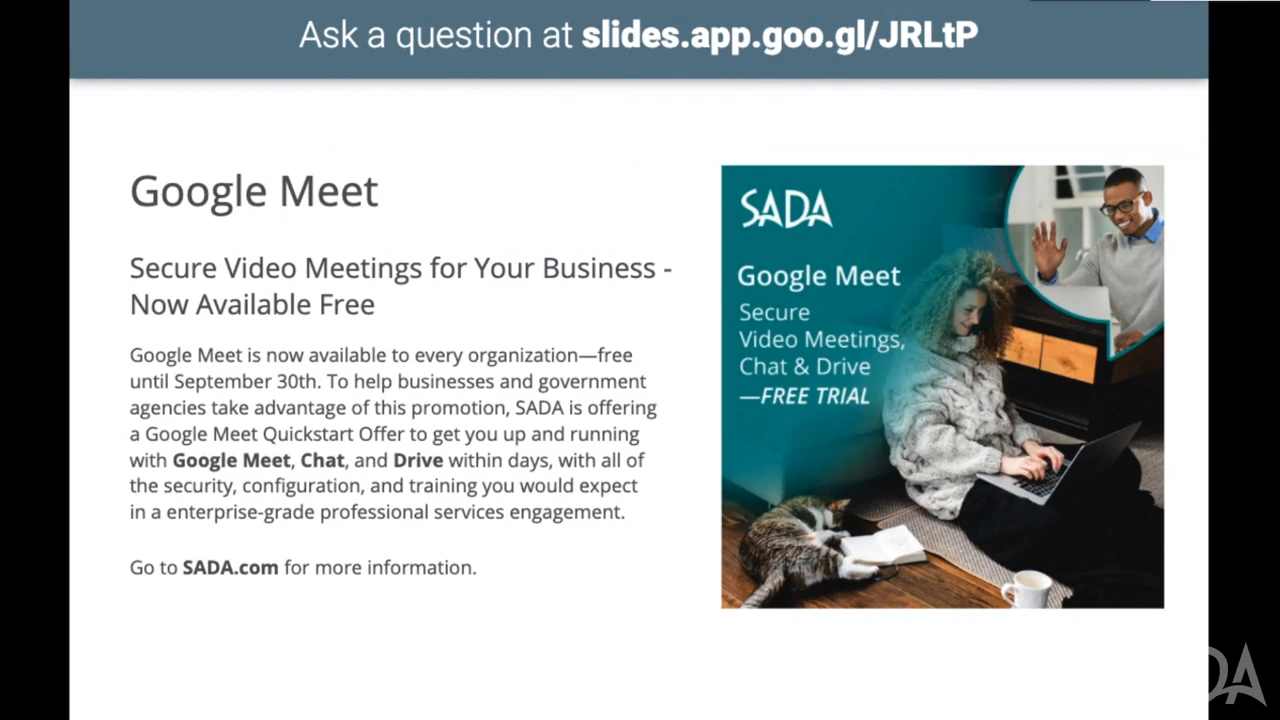 Ask a question at slides.app.goo.gl/JRLtP
Google Meet
Secure Video Meetings for Your Business -
Now Available Free
Google Meet is now available to every organization—free
until September 30th. To help businesses and government
agencies take advantage of this promotion, SADA is offering
a Google Meet Quickstart Offer to get you up and running
with Google Meet, Chat, and Drive within days, with all of
the security, configuration, and training you would expect
in a enterprise-grade professional services engagement.
Go to SADA.com for more information.
SADA
Google Meet
Secure
Video Meetings,
Chat & Drive
—FREE TRIAL
DA